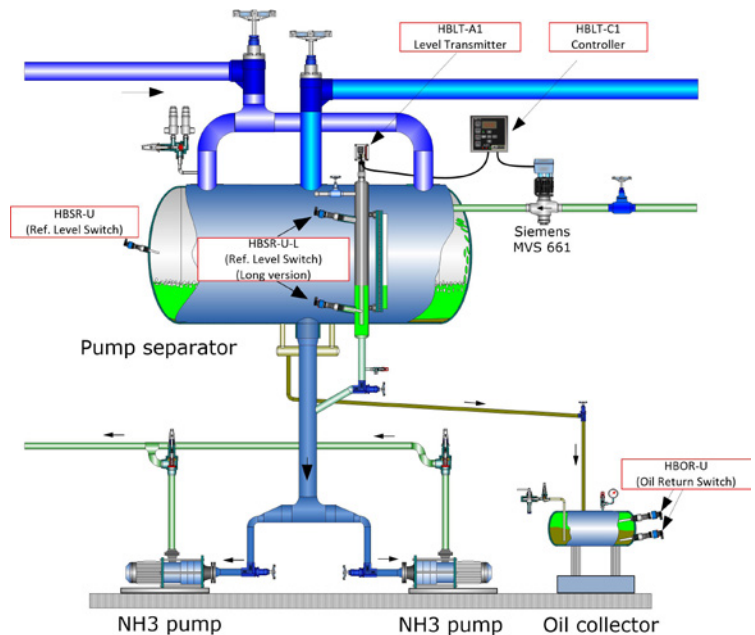 HBLT-A1
Level Transmitter
HBLT-C1
Controller
HBSR-U
(Ref. Level Switch)
HBSR-U-L
(Ref. Level Switch)
(Long version)
Siemens
MVS 661
Pump separator
HBOR-U
(Oil Return Switch)
NH3 pump
NH3 pump
Oil collector